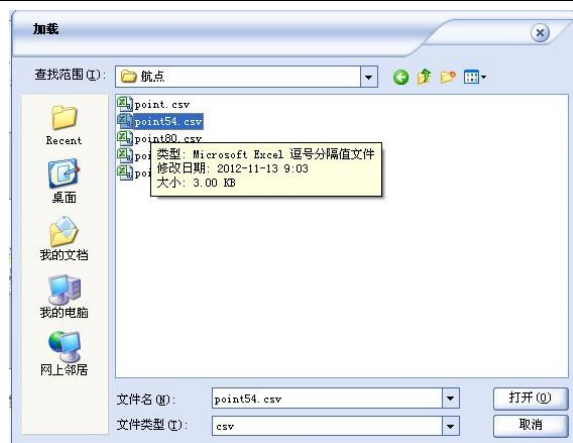 加载
查找范围(I):
航点
Recent
桌面
我的文档
我的电脑
网上邻居
point.csv
point54.csv
point80.csv
poi
poi
类型: Microsoft Excel 逗号分隔值文件
修改日期: 2012-11-13 9:03
大小: 3.00 KB
文件名(N):
point54.csv
打开(O)
文件类型(T):
csv
取消